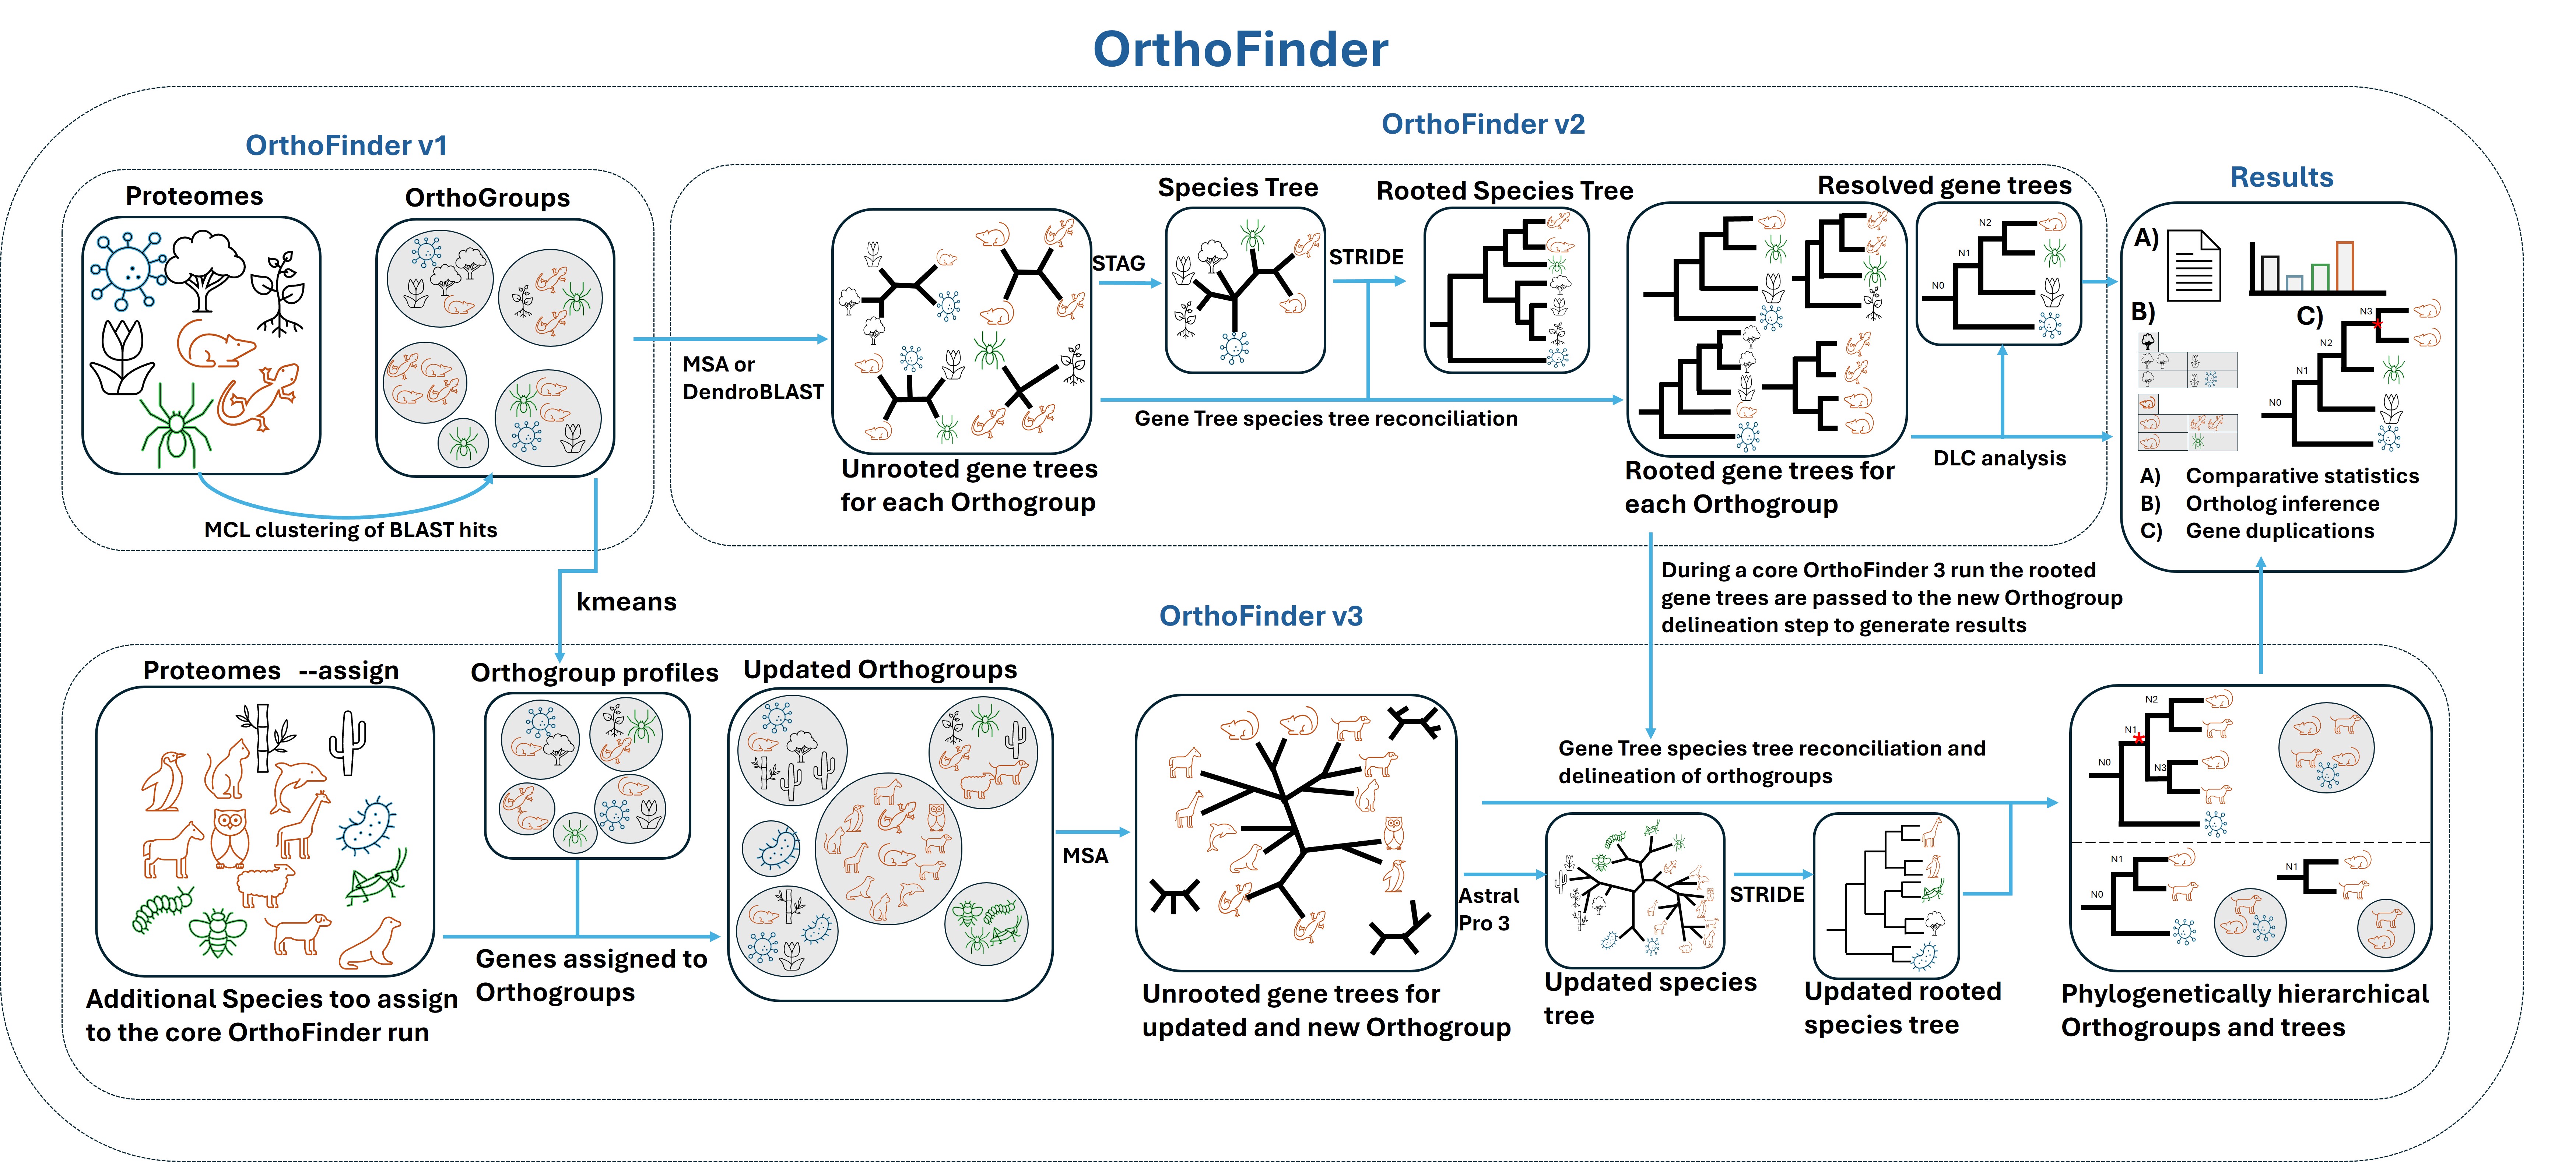 OrthoFinder
OrthoFinder v1
Proteomes
OrthoGroups
MCL clustering of BLAST hits
OrthoFinder v2
MSA or
DendroBLAST
Unrooted gene trees
for each Orthogroup
STAG
Species Tree
STRIDE
Rooted Species Tree
Gene Tree species tree reconciliation
Rooted gene trees for
each Orthogroup
Resolved gene trees
N2
N1
N0
DLC analysis
Results
A)
B)
C)
N3
N2
N1
N0
A) Comparative statistics
B) Ortholog inference
C) Gene duplications
kmeans
During a core OrthoFinder 3 run the rooted
gene trees are passed to the new Orthogroup
delineation step to generate results
OrthoFinder v3
Proteomes --assign
Additional Species too assign
to the core OrthoFinder run
Orthogroup profiles
Genes assigned to
Orthogroups
Updated Orthogroups
MSA
Unrooted gene trees for
updated and new Orthogroup
Gene Tree species tree reconciliation and
delineation of orthogroups
Astral
Pro 3
Updated species
tree
STRIDE
Updated rooted
species tree
N2
N1
N0
N3
N1
N0
N1
Phylogenetically hierarchical
Orthogroups and trees